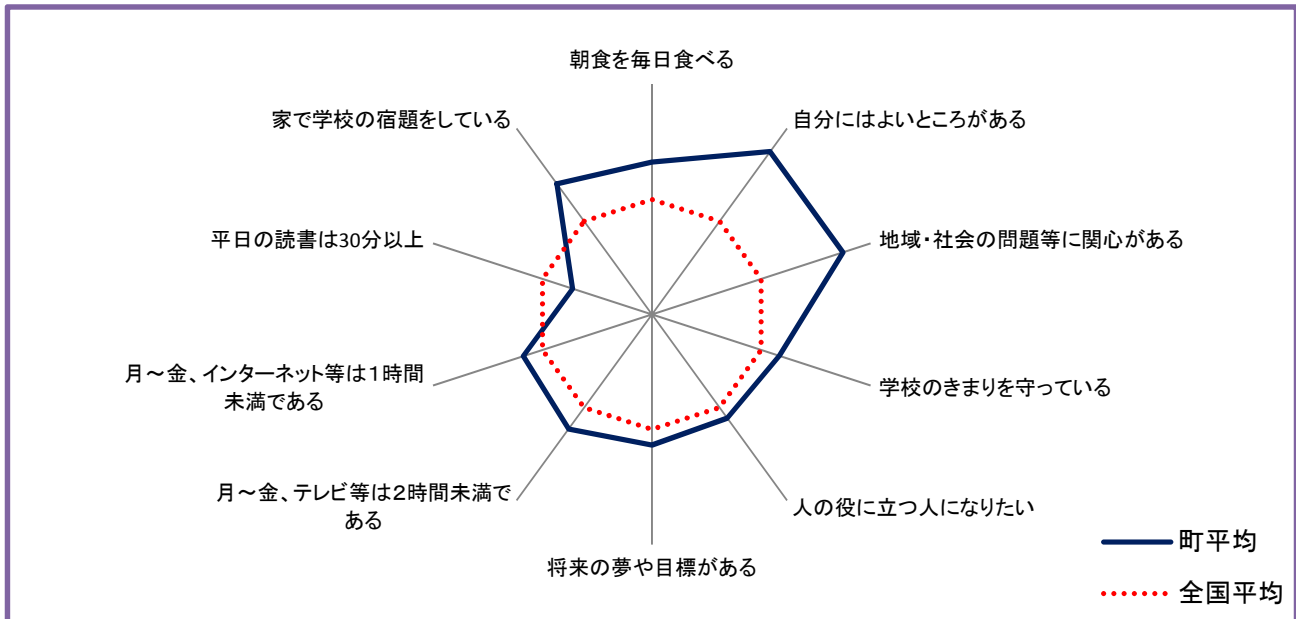 朝食を毎日食べる
自分にはよいところがある
地域・社会の問題等に関心がある
学校のきまりを守っている
人の役に立つ人になりたい
将来の夢や目標がある
月～金、テレビ等は２時間未満で
ある
月～金、インターネット等は１時間
未満である
平日の読書は30分以上
家で学校の宿題をしている
町平均
全国平均